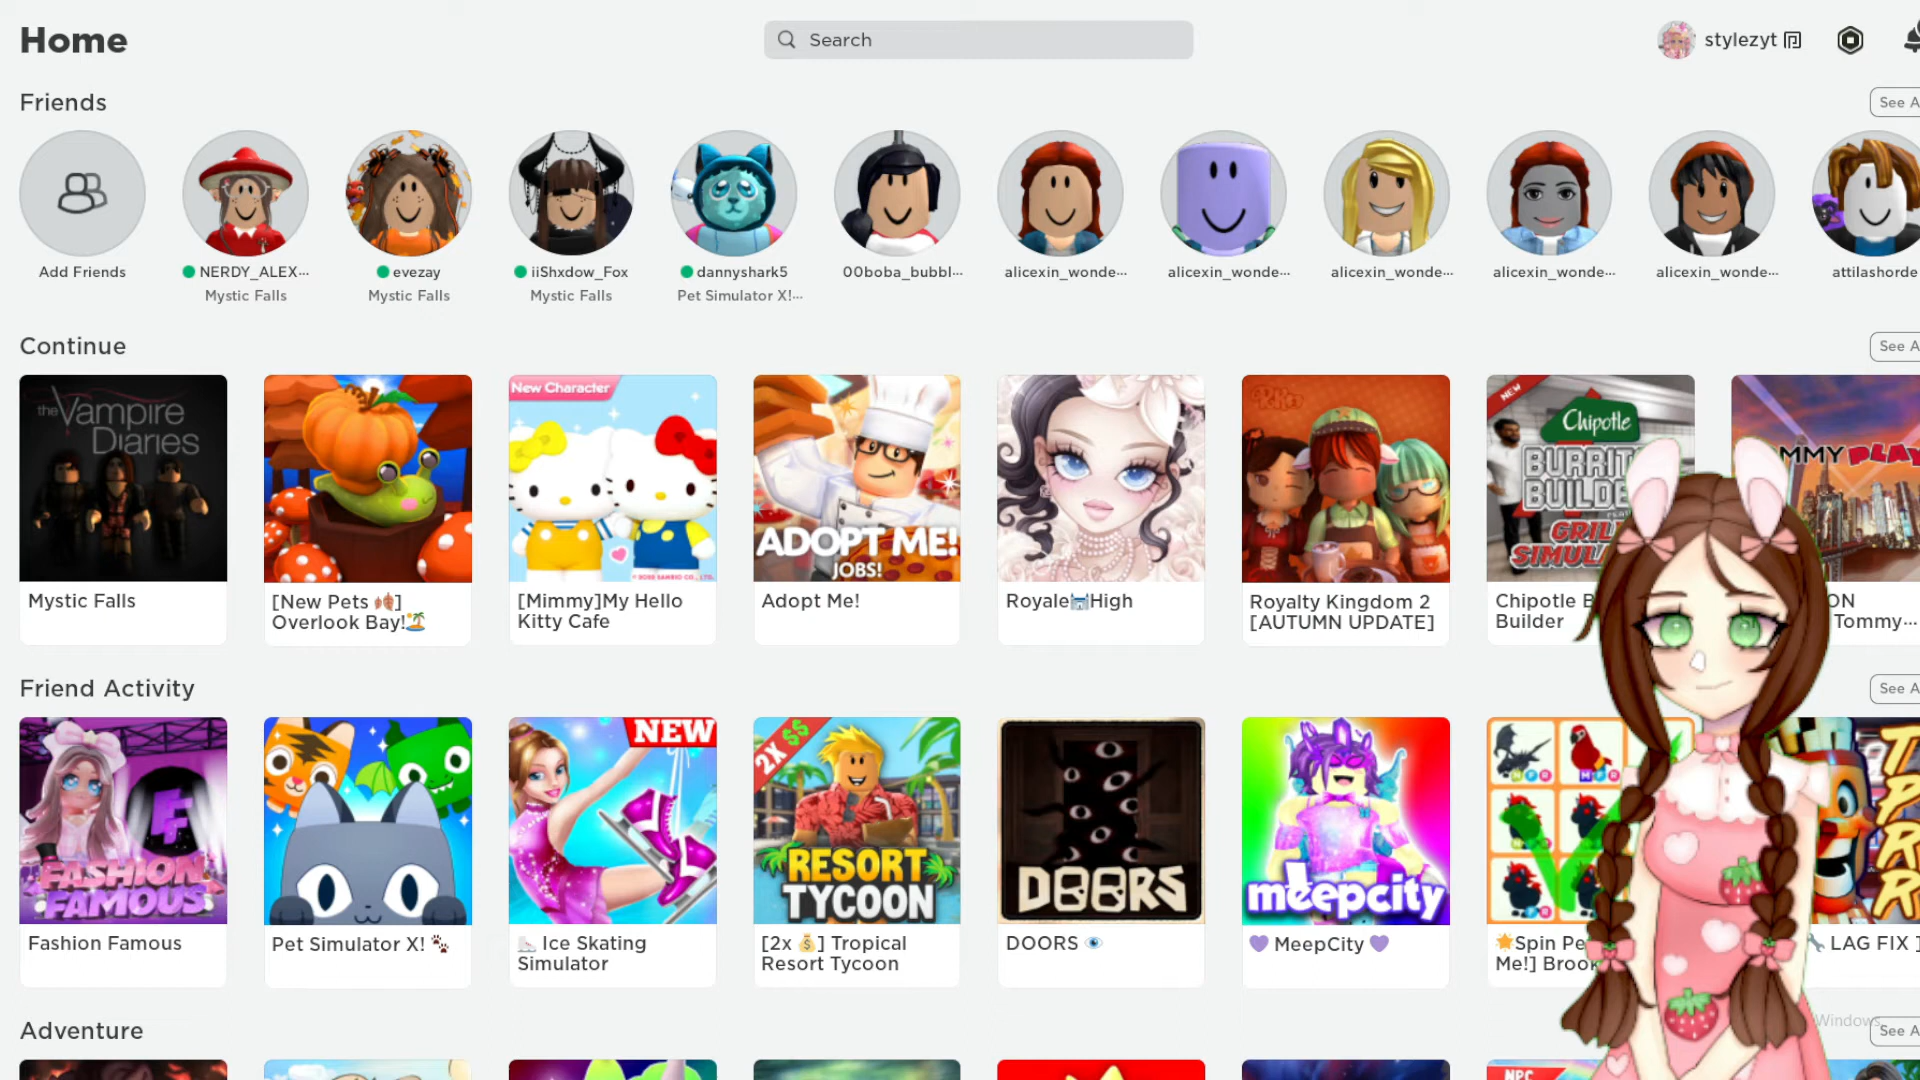 Home
Search
stylezyt
Friends
See A
Add Friends
NERDY_ALEX...
Mystic Falls
evezay
Mystic Falls
iiShxdow_Fox
Mystic Falls
dannyshark5
Pet Simulator X!...
00boba_bubbl...
alicexin_wonde...
alicexin_wonde...
alicexin_wonde...
alicexin_wonde...
alicexin_wonde...
attilashorde
Continue
See A
the Vampire
Diaries
Mystic Falls
[New Pets 🍂]
Overlook Bay!🏝️
New Character
[Mimmy]My Hello
Kitty Cafe
ADOPT ME!
JOBS!
Adopt Me!
Royale🏫High
Royalty Kingdom 2
[AUTUMN UPDATE]
NEW
Chipotle
BURRIT
BUILDE
GRIL
SIMUL
Chipotle B
Builder
MMY PLAY
ON
Tommy...
Friend Activity
See A
FASHION
FAMOUS
Fashion Famous
Pet Simulator X! 🐾
NEW
⛸️ Ice Skating
Simulator
2X $$
RESORT
TYCOON
[2x 💰] Tropical
Resort Tycoon
DOORS
DOORS 👁️
meepcity
💜 MeepCity 💜
🌟Spin Pe
Me!] Brook
🔧 LAG FIX ]
Adventure
Windows
See A
NPC